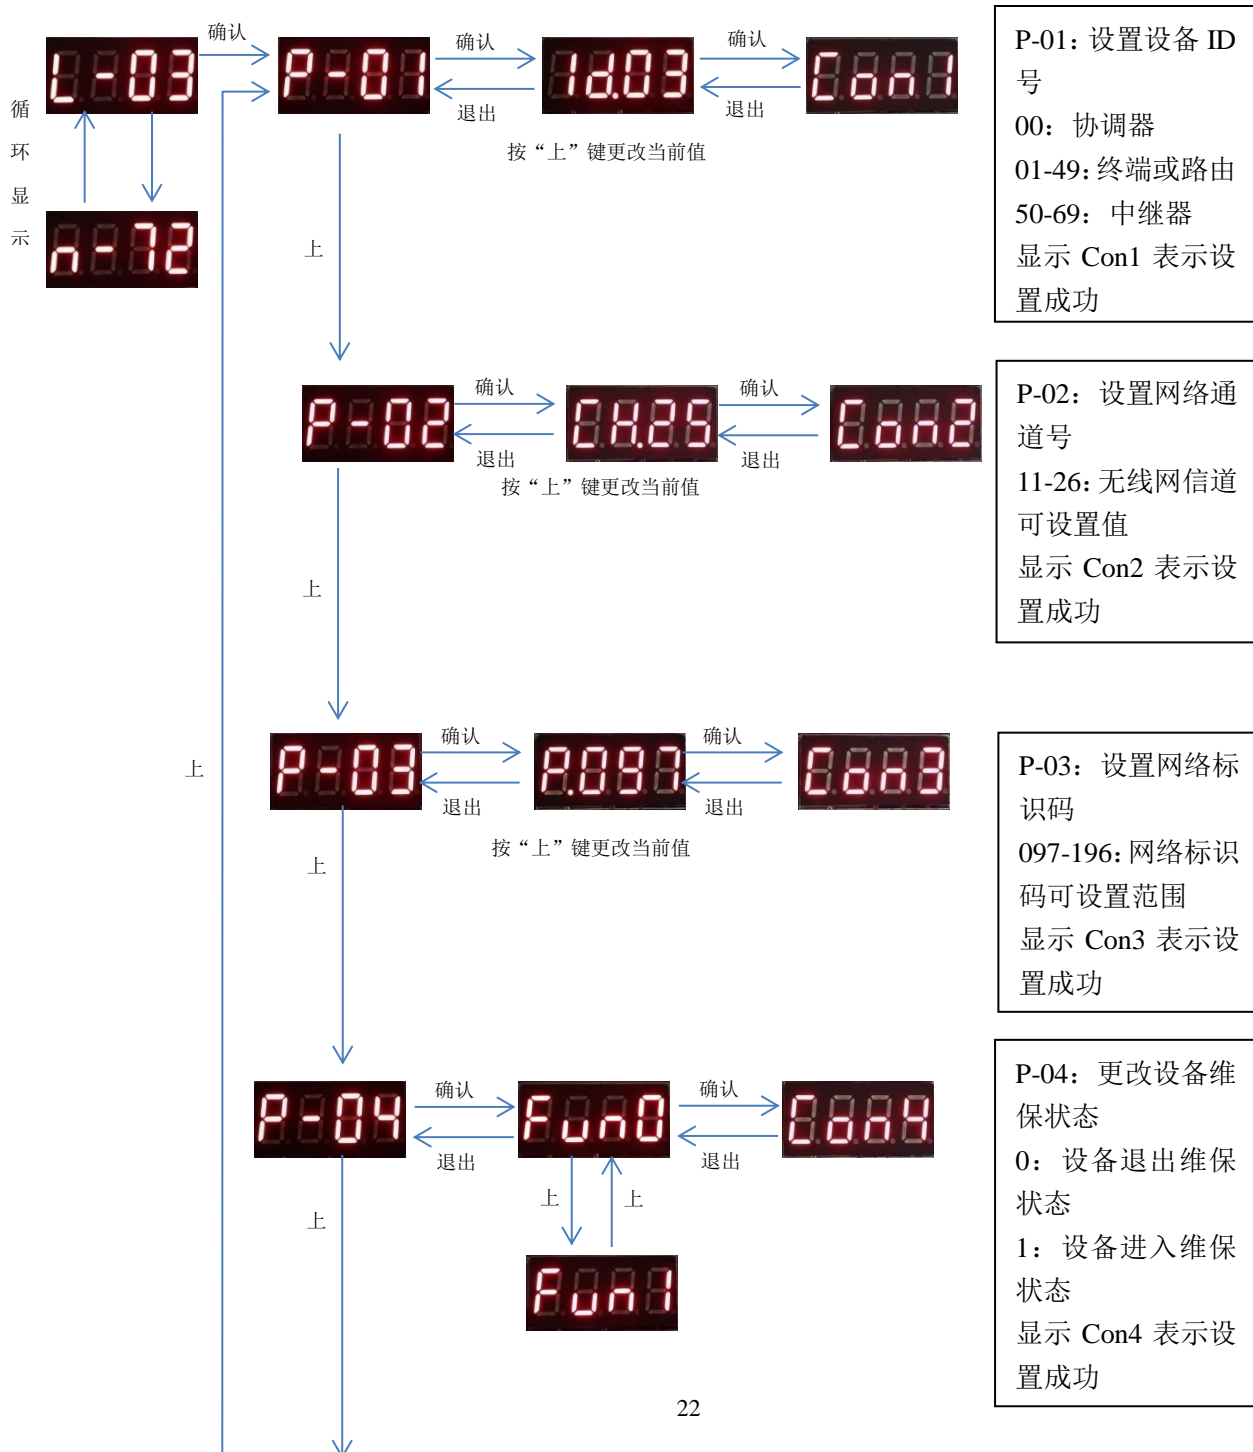 确认
L-03
P-01
确认
退出
1d.03
确认
退出
Con1
按“上”键更改当前值
循
环
显
示
n-72
上
P-01：设置设备 ID
号
00：协调器
01-49：终端或路由
50-69：中继器
显示 Con1 表示设
置成功
P-02
确认
退出
CH.25
确认
退出
Con2
按“上”键更改当前值
上
P-02：设置网络通
道号
11-26：无线网信道
可设置值
显示 Con2 表示设
置成功
上
P-03
确认
退出
P.097
确认
退出
Con3
按“上”键更改当前值
上
P-03：设置网络标
识码
097-196：网络标识
码可设置范围
显示 Con3 表示设
置成功
P-04
确认
退出
Fun0
确认
退出
Con4
上
上
上
Fun1
P-04：更改设备维
保状态
0：设备退出维保
状态
1：设备进入维保
状态
显示 Con4 表示设
置成功
22